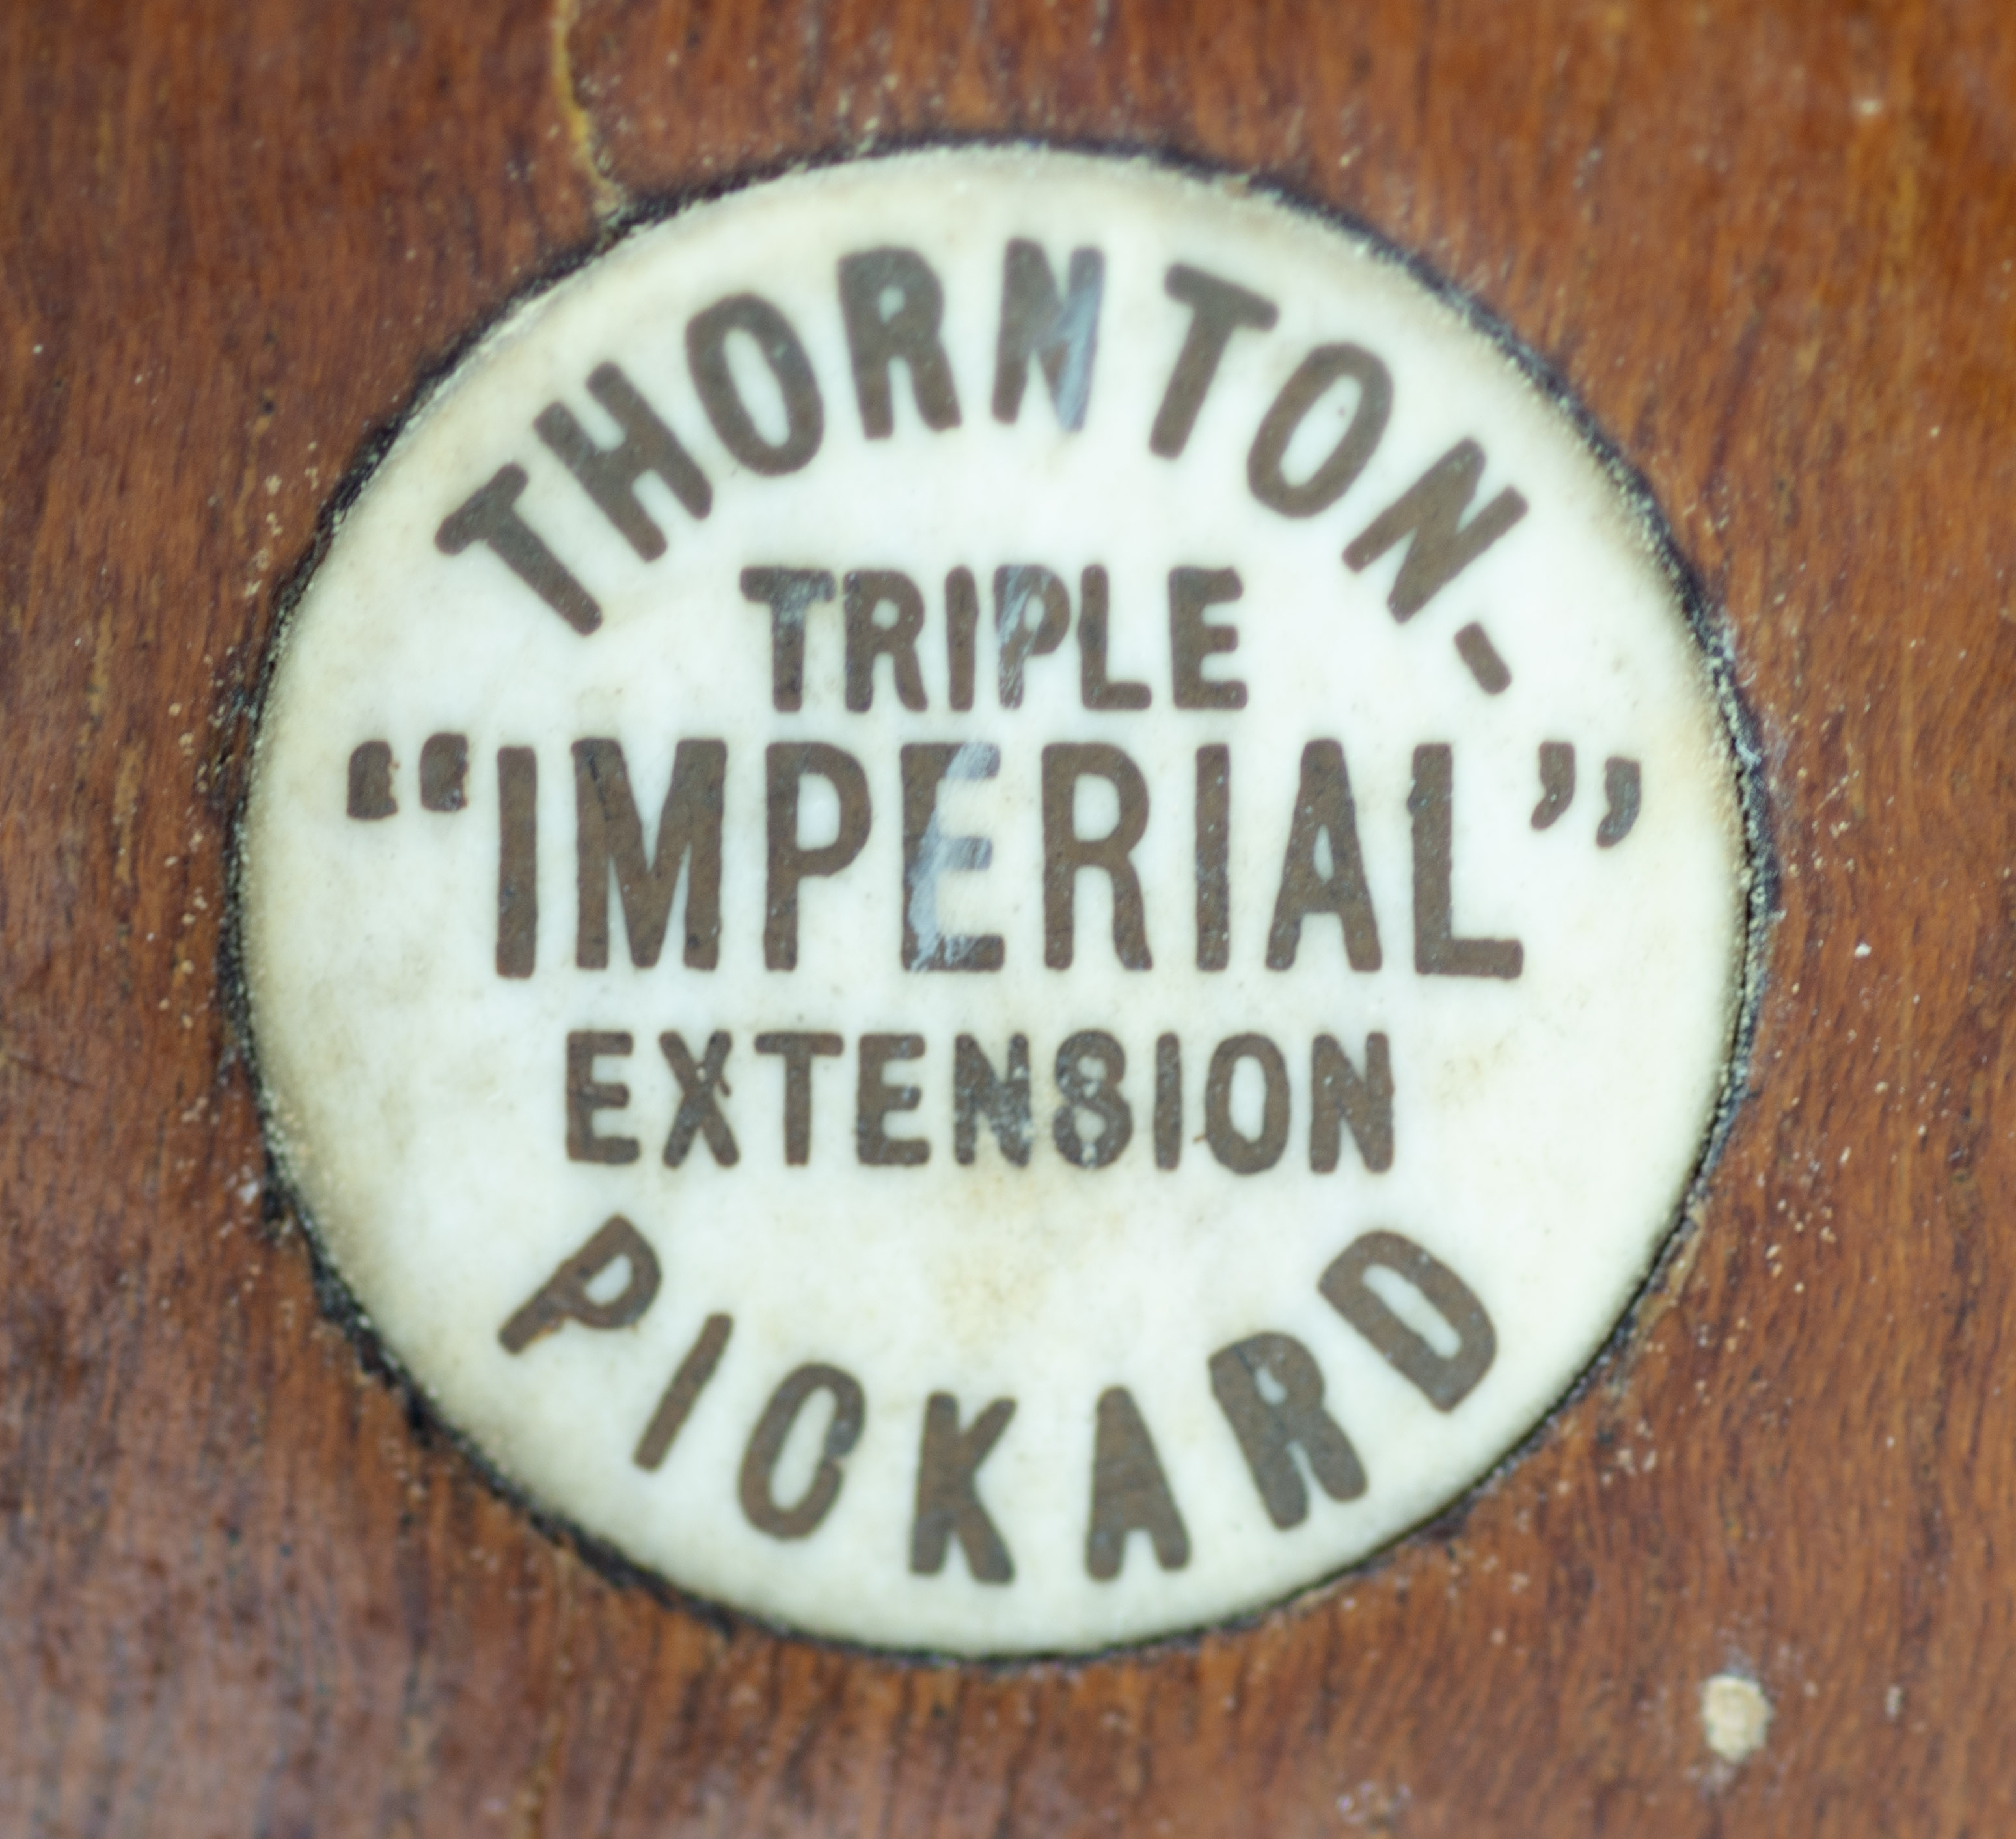 THORNTON-
TRIPLE
“IMPERIAL”
EXTENSION
PICKARD